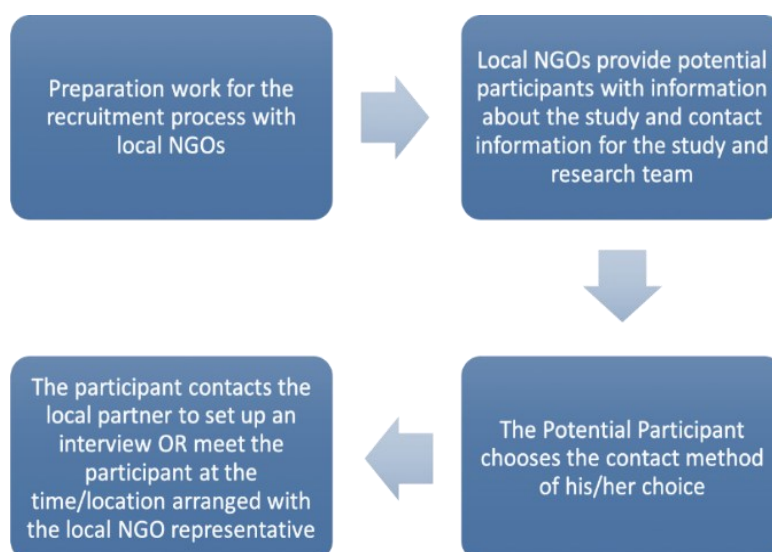 Preparation work for the
recruitment process with
local NGOs
Local NGOs provide potential
participants with information
about the study and contact
information for the study and
research team
The Potential Participant
chooses the contact method
of his/her choice
The participant contacts the
local partner to set up an
interview OR meet the
participant at the
time/location arranged with
the local NGO representative